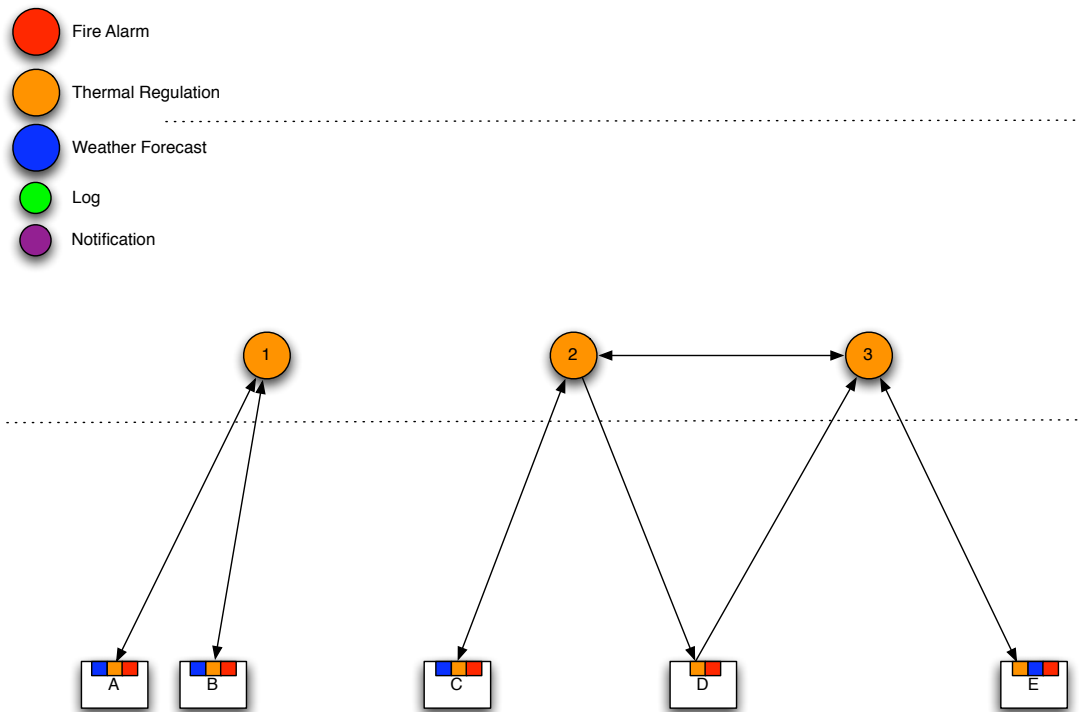 Fire Alarm
Thermal Regulation
Weather Forecast
Log
Notification
1
2
3
A
B
C
D
E